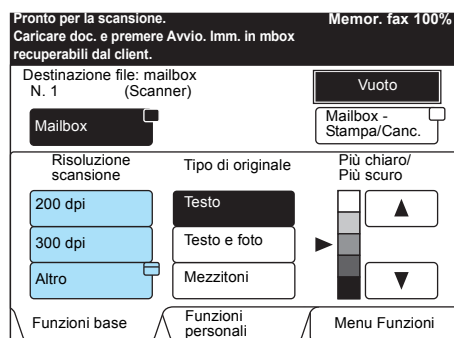 Pronto per la scansione. Memor. fax 100%
Caricare doc. e premere Avvio. Imm. in mbox
recuperabili dal client.
Destinazione file: mailbox
N. 1 (Scanner)
Vuoto
Mailbox
Mailbox -
Stampa/Canc.
Risoluzione
scansione
Tipo di originale
Più chiaro/
Più scuro
200 dpi
Testo
300 dpi
Testo e foto
Altro
Mezzitoni
Funzioni base
Funzioni
personali
Menu Funzioni